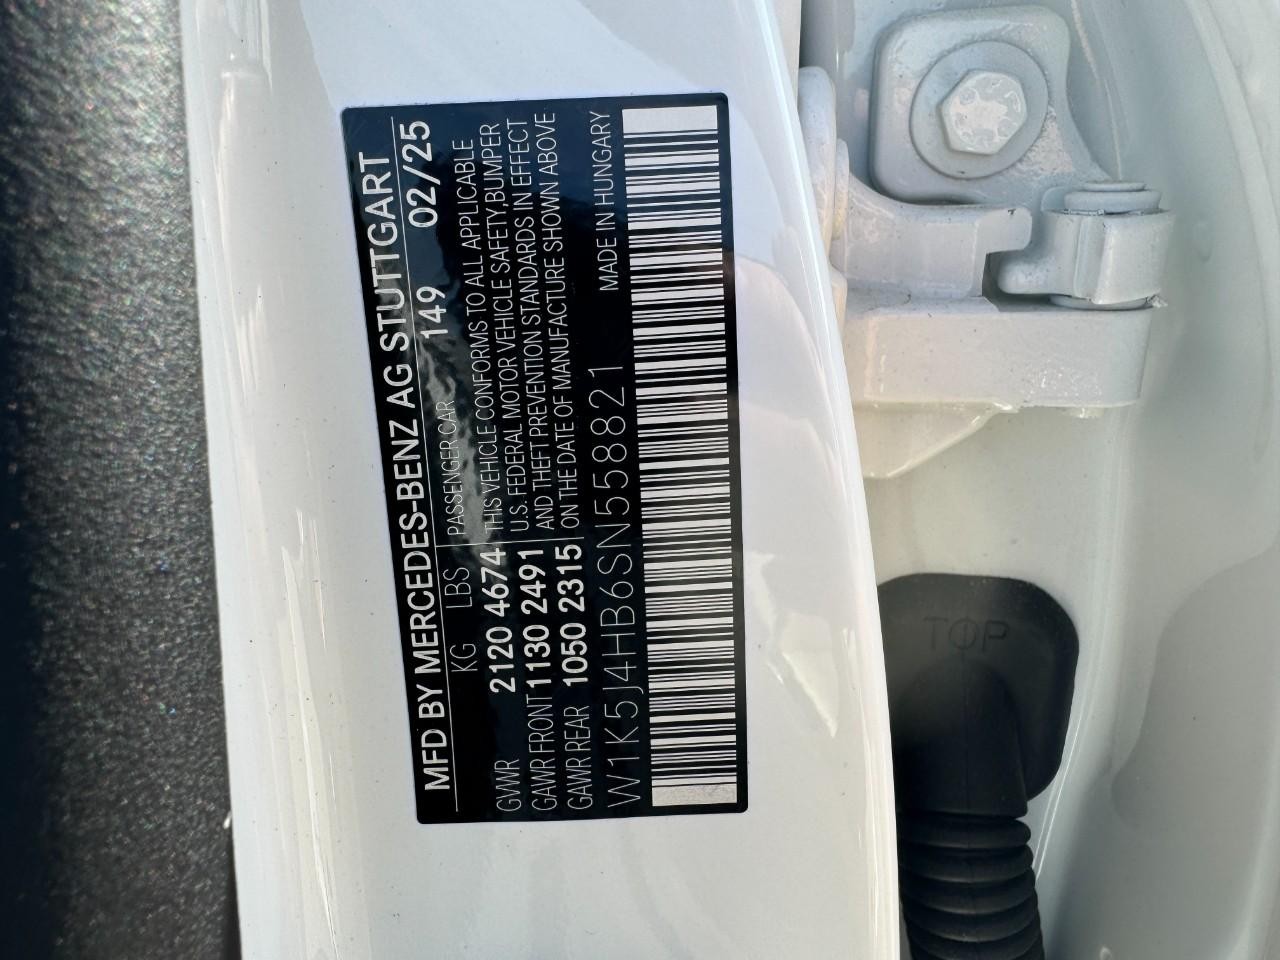 MFD BY MERCEDES-BENZ AG STUTTGART
149 02/25
KG LBS PASSENGER CAR
GVWR 2120 4674 THIS VEHICLE CONFORMS TO ALL APPLICABLE
GAWR FRONT 1130 2491 U.S. FEDERAL MOTOR VEHICLE SAFETY,BUMPER
GAWR REAR 1050 2315 AND THEFT PREVENTION STANDARDS IN EFFECT
ON THE DATE OF MANUFACTURE SHOWN ABOVE
W1K5J4HB6SN558821 MADE IN HUNGARY
TOP